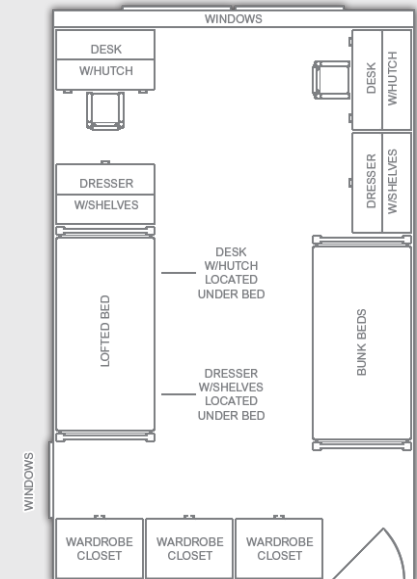 WINDOWS
DESK
W/HUTCH
DESK
W/HUTCH
DRESSER
W/SHELVES
DRESSER
W/SHELVES
DESK
W/HUTCH
LOCATED
UNDER BED
LOFTED BED
BUNK BEDS
DRESSER
W/SHELVES
LOCATED
UNDER BED
WINDOWS
WARDROBE
CLOSET
WARDROBE
CLOSET
WARDROBE
CLOSET